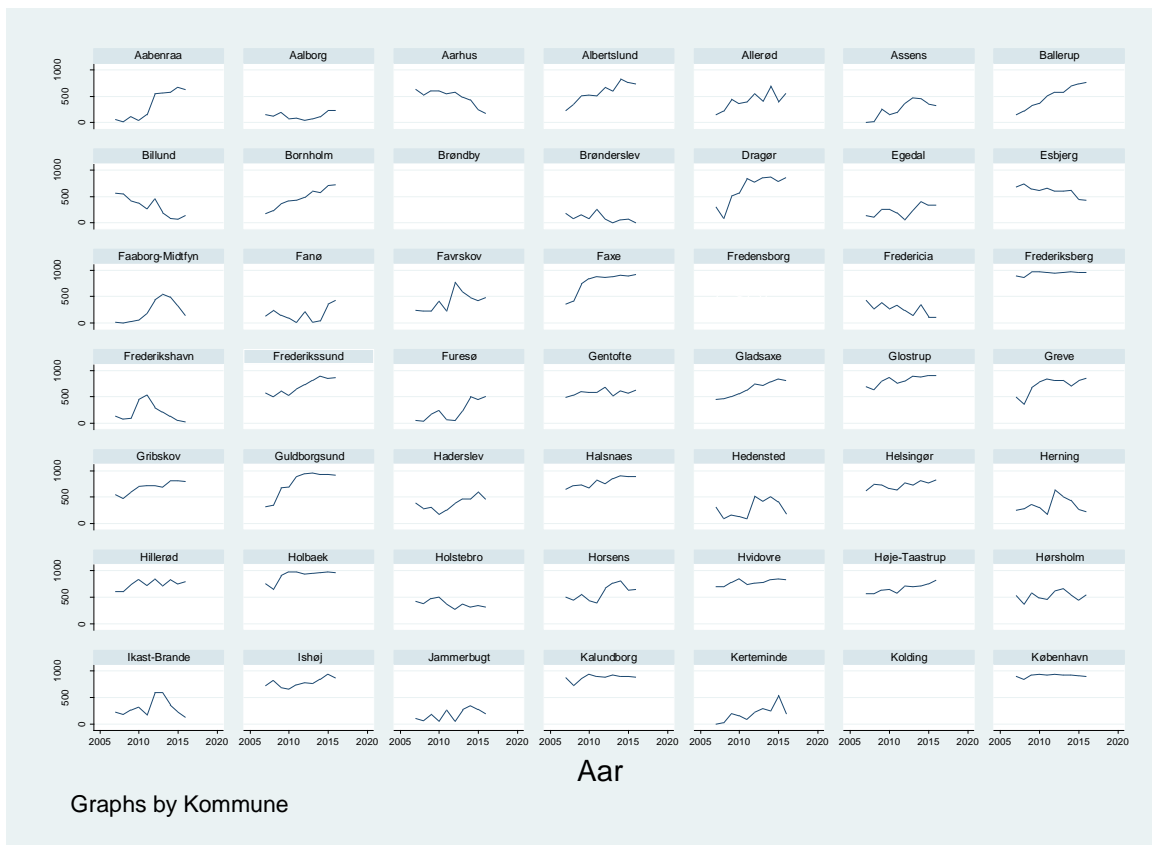 Aabenraa Aalborg Aarhus Albertslund Allerød Assens Ballerup
1000
500
0
Billund Bornholm Brøndby Brønderslev Dragør Egedal Esbjerg
1000
500
0
Faaborg-Midtfyn Fanø Favrskov Faxe Fredensborg Fredericia Frederiksberg
1000
500
0
Frederikshavn Frederikssund Furesø Gentofte Gladsaxe Glostrup Greve
1000
500
0
Gribskov Guldborgsund Haderslev Halsnaes Hedensted Helsingør Herning
1000
500
0
Hillerød Holbaek Holstebro Horsens Hvidovre Høje-Taastrup Hørsholm
1000
500
0
Ikast-Brande Ishøj Jammerbugt Kalundborg Kerteminde Kolding København
1000
500
0
2005 2010 2015 2020 2005 2010 2015 2020 2005 2010 2015 2020 2005 2010 2015 2020 2005 2010 2015 2020 2005 2010 2015 2020 2005 2010 2015 2020
Aar
Graphs by Kommune